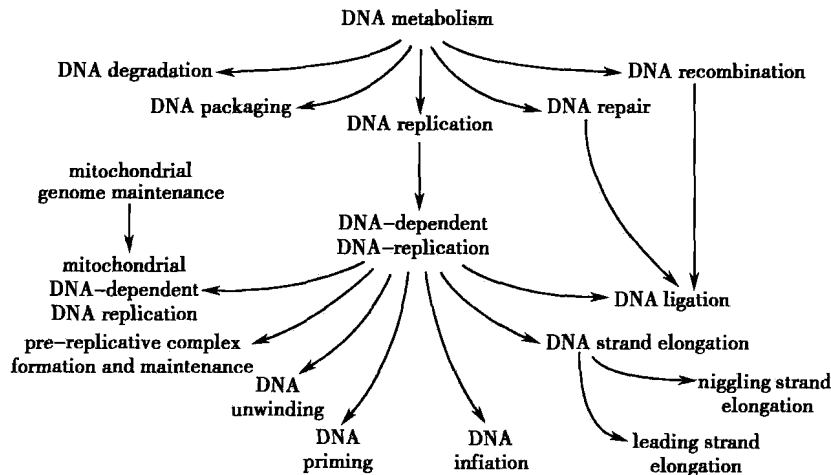 DNA metabolism
DNA degradation
DNA recombination
DNA packaging
DNA repair
DNA replication
mitochondrial
genome maintenance
DNA-dependent
DNA-replication
mitochondrial
DNA-dependent
DNA replication
DNA ligation
pre-replicative complex
formation and maintenance
DNA strand elongation
DNA
unwinding
niggling strand
elongation
DNA
priming
DNA
infiation
leading strand
elongation